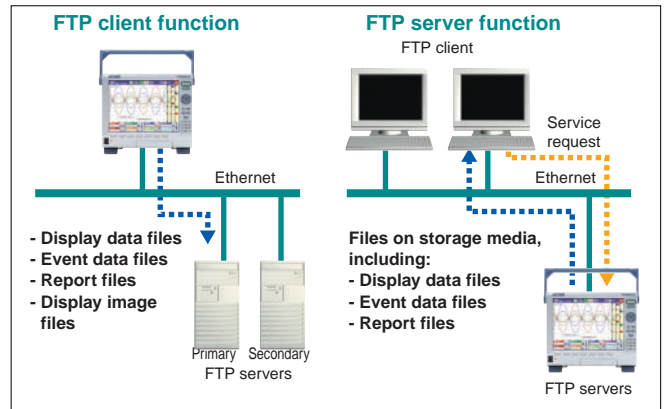 FTP client function
Ethernet
- Display data files
- Event data files
- Report files
- Display image
files
Primary Secondary
FTP servers
FTP server function
FTP client
Service
request
Ethernet
Files on storage media,
including:
- Display data files
- Event data files
- Report files
FTP servers